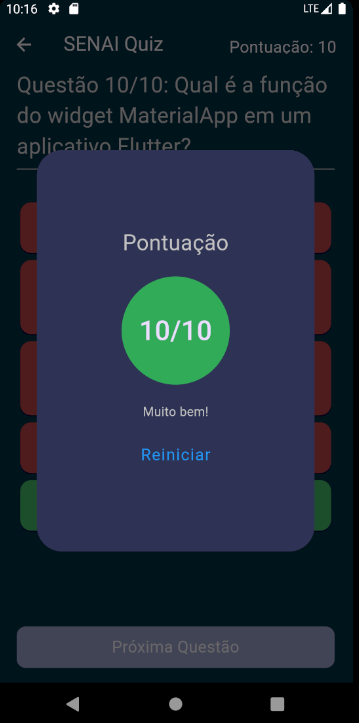 10:16 LTE
SENAI Quiz Pontuação: 10
Questão 10/10: Qual é a função
do widget MaterialApp em um
aplicativo Flutter?
Pontuação
10/10
Muito bem!
Reiniciar
Próxima Questão